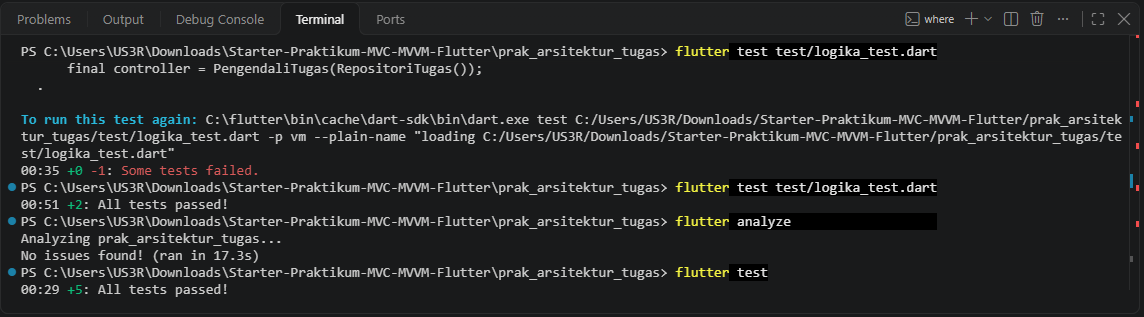 Problems Output Debug Console Terminal Ports where
PS C:\Users\US3R\Downloads\Starter-Praktikum-MVC-MVVM-Flutter\prak_arsitektur_tugas> flutter test test/logika_test.dart
final controller = PengendaliTugas(RepositoriTugas());
.
To run this test again: C:\flutter\bin\cache\dart-sdk\bin\dart.exe test C:/Users/US3R/Downloads/Starter-Praktikum-MVC-MVVM-Flutter/prak_arsitek
tur_tugas/test/logika_test.dart -p vm --plain-name "loading C:/Users/US3R/Downloads/Starter-Praktikum-MVC-MVVM-Flutter/prak_arsitektur_tugas/te
st/logika_test.dart"
00:35 +0 -1: Some tests failed.
PS C:\Users\US3R\Downloads\Starter-Praktikum-MVC-MVVM-Flutter\prak_arsitektur_tugas> flutter test test/logika_test.dart
00:51 +2: All tests passed!
PS C:\Users\US3R\Downloads\Starter-Praktikum-MVC-MVVM-Flutter\prak_arsitektur_tugas> flutter analyze
Analyzing prak_arsitektur_tugas...
No issues found! (ran in 17.3s)
PS C:\Users\US3R\Downloads\Starter-Praktikum-MVC-MVVM-Flutter\prak_arsitektur_tugas> flutter test
00:29 +5: All tests passed!